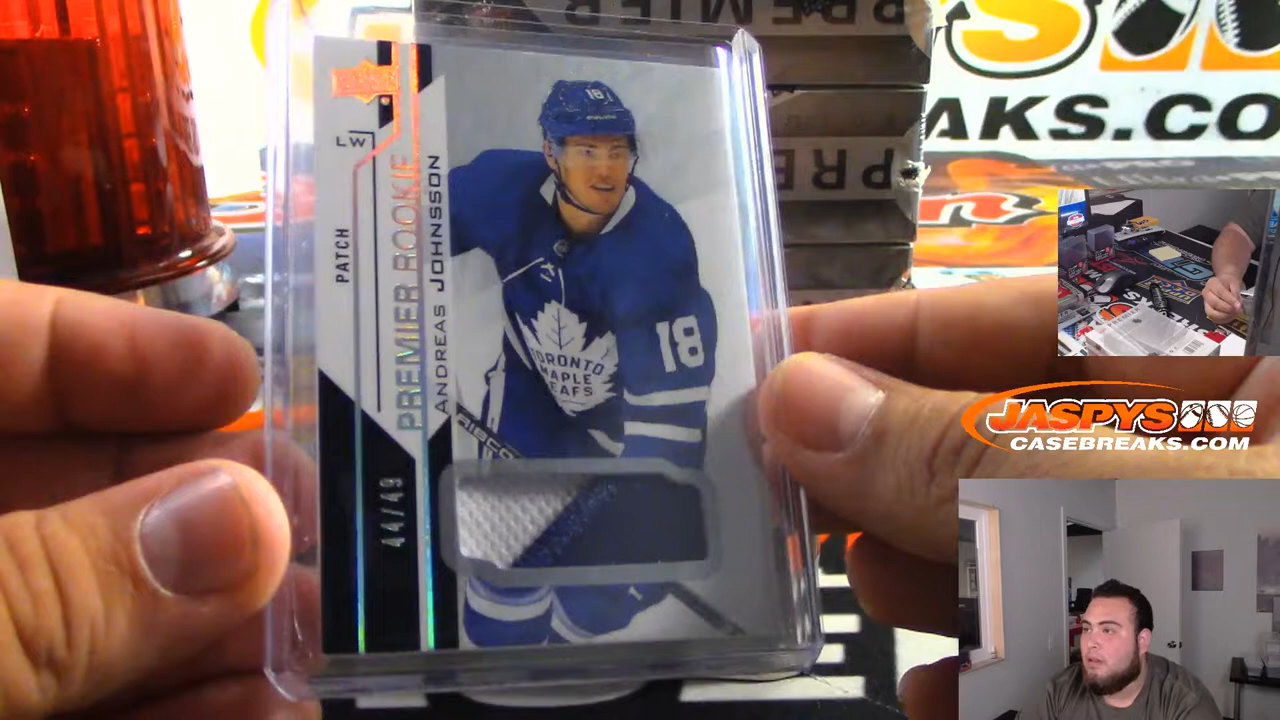 PREMIER
PREMIER
AKS.CO
LW
PATCH
PREMIER ROOKIE
ANDREAS JOHNSSON
44/49
18
18
TORONTO
MAPLE
LEAFS
JASPYS
CASEBREAKS.COM